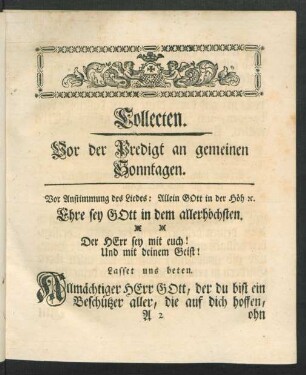 Collecten.
Vor der Predigt an gemeinen
Sonntagen.
Vor Anstimmung des Liedes: Allein GOtt in der Höh ꝛc.
Ehre sey GOtt in dem allerhöchsten.
Der HErr sey mit euch!
Und mit deinem Geist!
Lasset uns beten.
Allmächtiger HErr GOtt, der du bist ein
Beschützer aller, die auf dich hoffen,
A 2 ohn